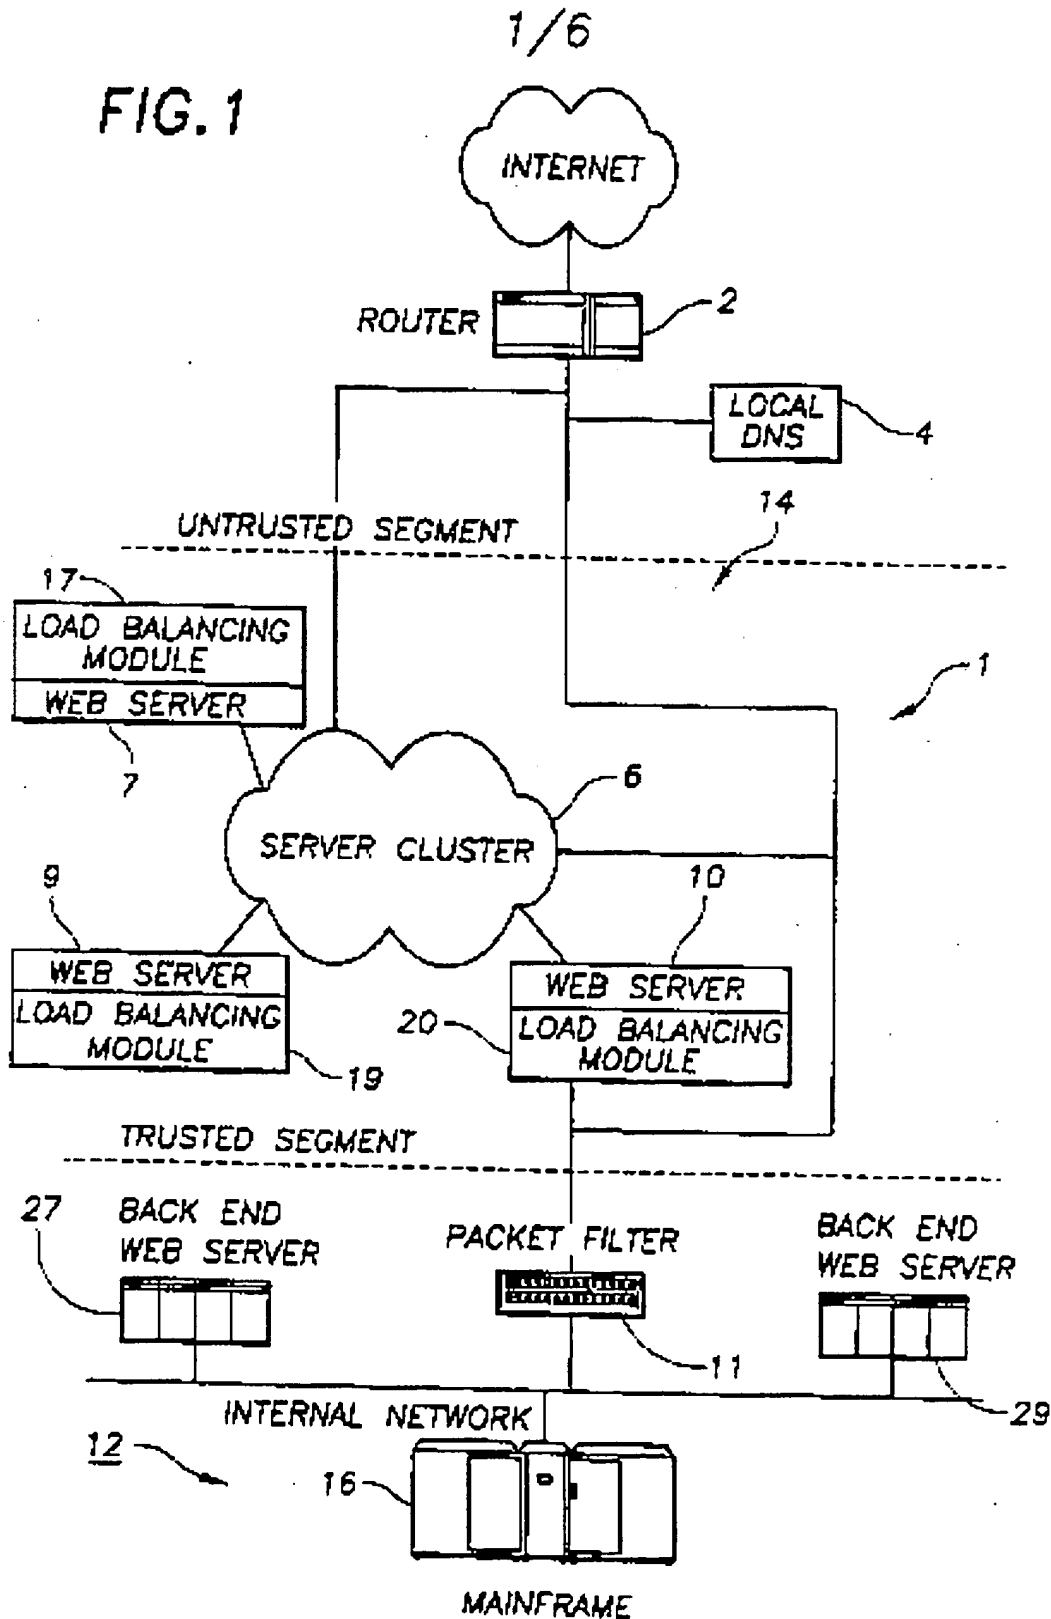 1/6
FIG. 1
INTERNET
ROUTER
2
LOCAL
DNS
4
14
UNTRUSTED SEGMENT
17
LOAD BALANCING
MODULE
WEB SERVER
7
1
6
SERVER CLUSTER
9
WEB SERVER
LOAD BALANCING
MODULE
19
10
WEB SERVER
20
LOAD BALANCING
MODULE
TRUSTED SEGMENT
27
BACK END
WEB SERVER
PACKET FILTER
11
BACK END
WEB SERVER
29
INTERNAL NETWORK
12
16
MAINFRAME